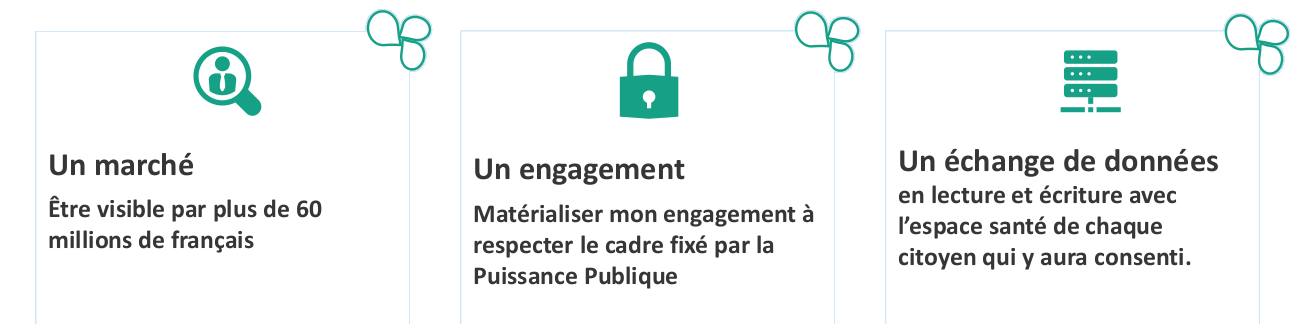 Un marché
Être visible par plus de 60
millions de français
Un engagement
Matérialiser mon engagement à
respecter le cadre fixé par la
Puissance Publique
Un échange de données
en lecture et écriture avec
l’espace santé de chaque
citoyen qui y aura consenti.